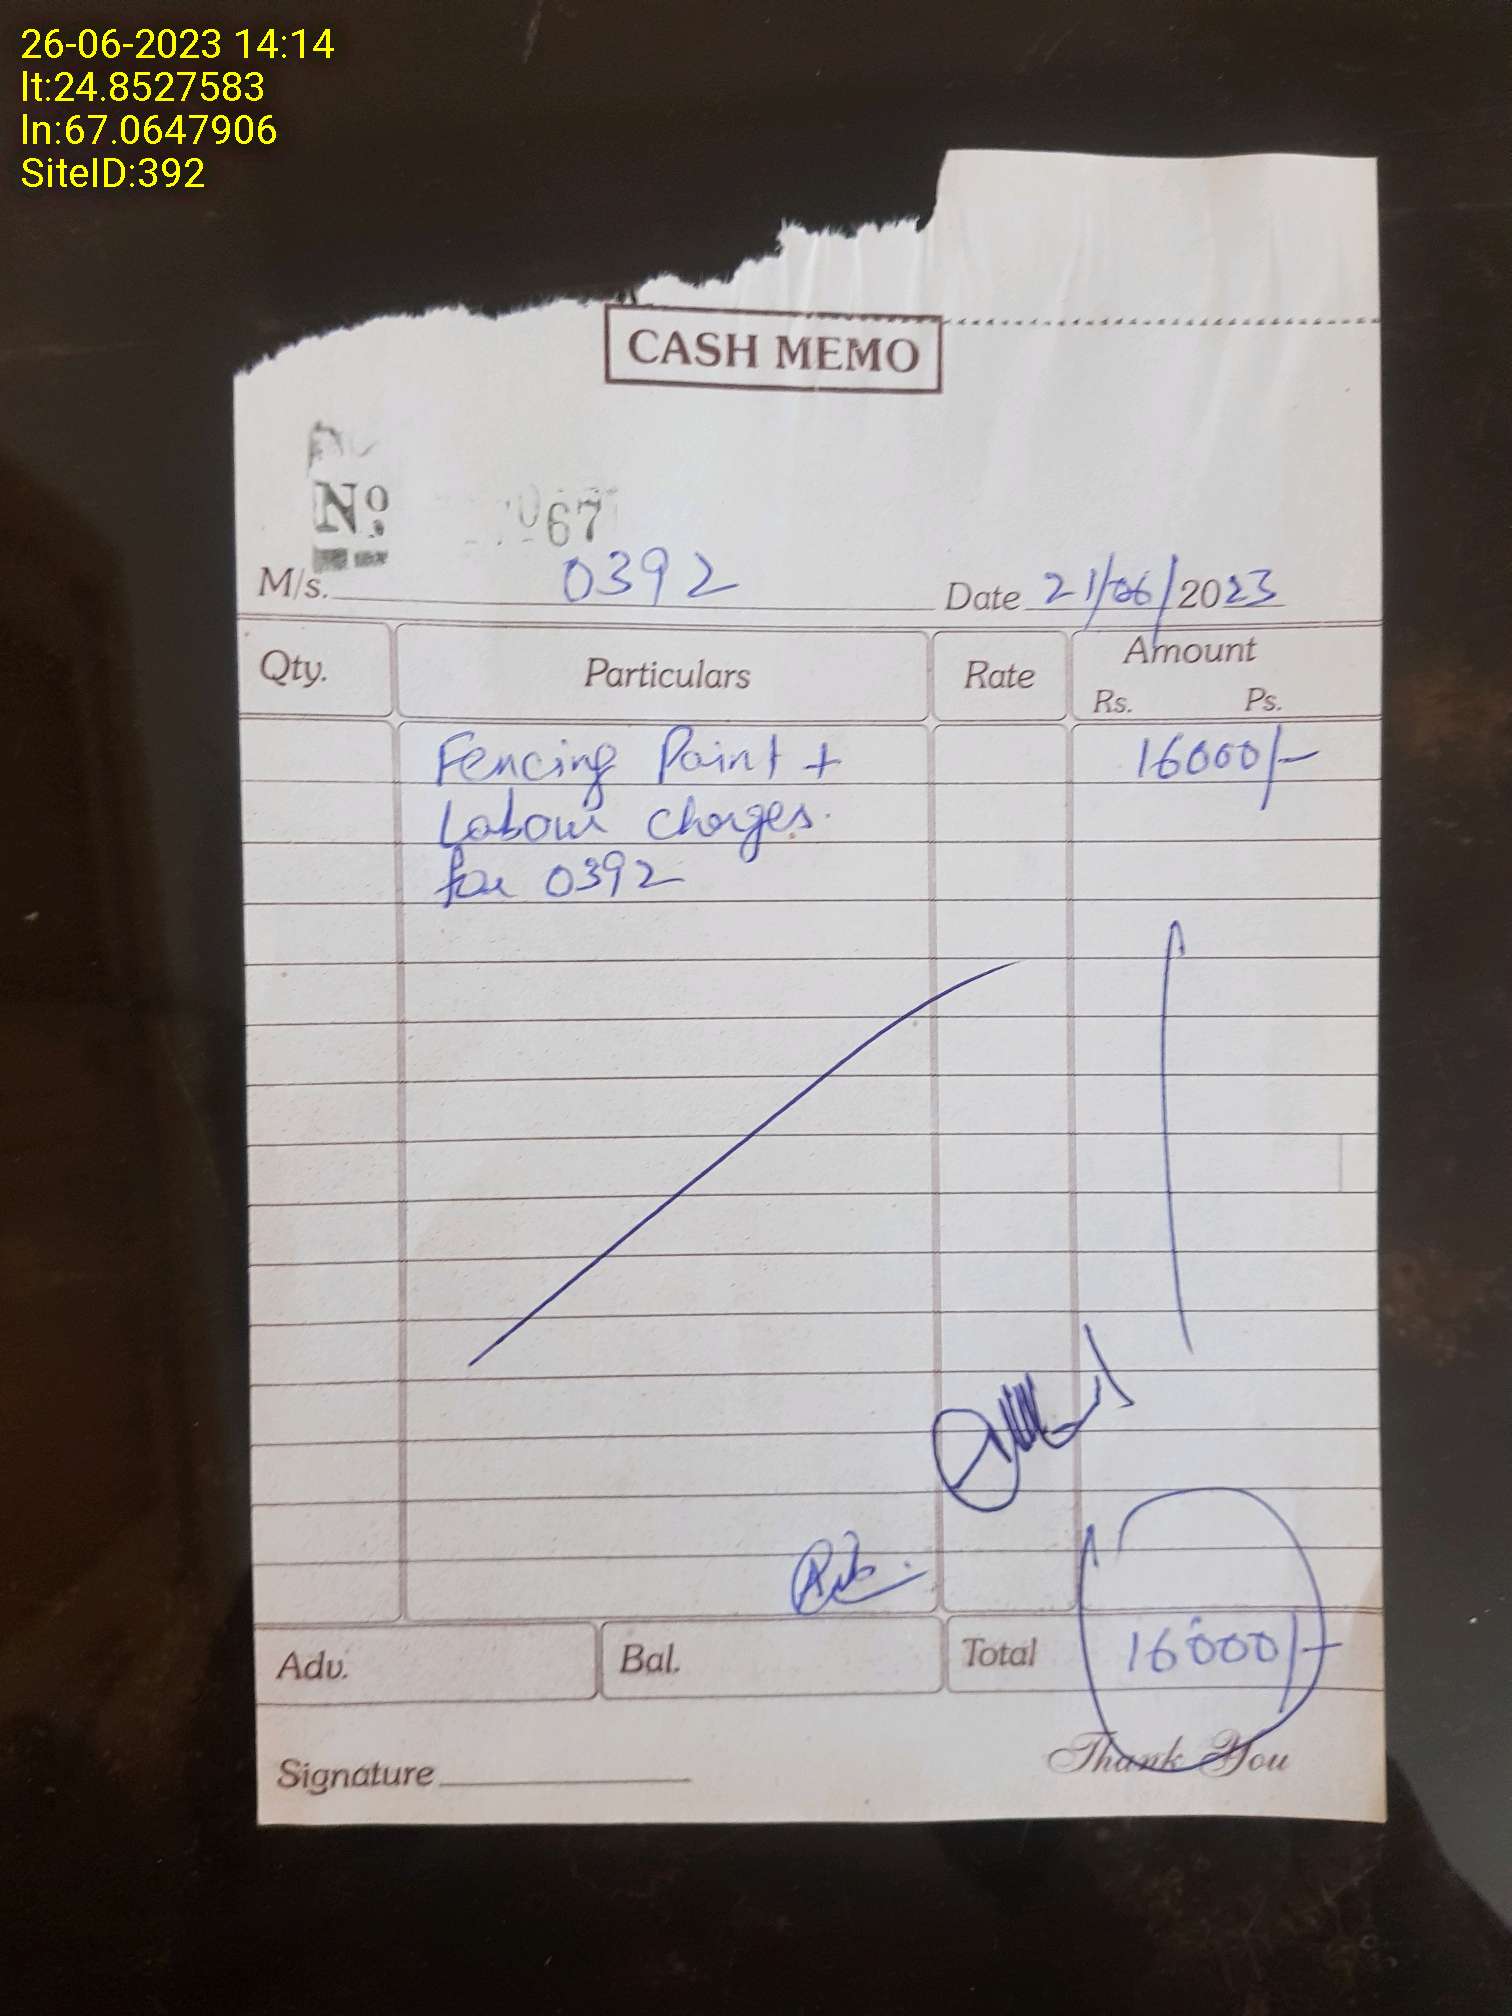 26-06-2023 14:14
lt:24.8527583
ln:67.0647906
SiteID:392
CASH MEMO
No 067
M/s. 0392 Date 21/06/2023
Qty. Particulars Rate Amount
Rs. Ps.
Fencing Paint + 16000/-
Labour charges.
for 0392
Adv. Bal. Total 16000/-
Signature Thank You